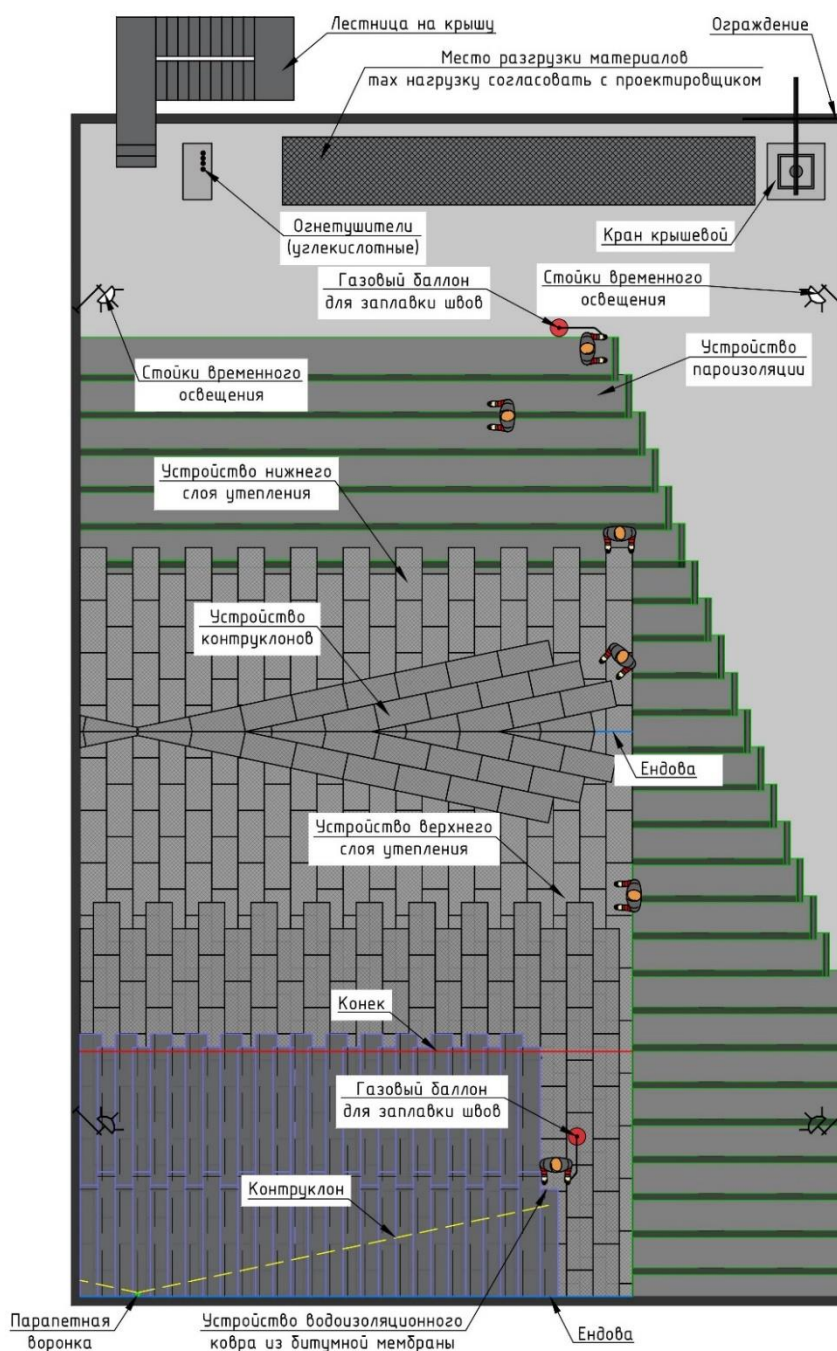 Лестница на крышу
Ограждение
Место разгрузки материалов
max нагрузку согласовать с проектировщиком
Огнетушители
(углекислотные)
Кран крышевой
Газовый баллон
для заплавки швов
Стойки временного
освещения
Стойки временного
освещения
Устройство
пароизоляции
Устройство нижнего
слоя утепления
Устройство
контруклонов
Ендова
Устройство верхнего
слоя утепления
Конек
Газовый баллон
для заплавки швов
Контруклон
Парапетная
воронка
Устройство водоизоляционного
ковра из битумной мембраны
Ендова